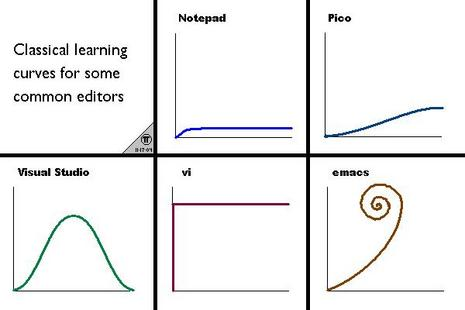 Classical learning
curves for some
common editors
Notepad
Pico
Visual Studio
vi
emacs